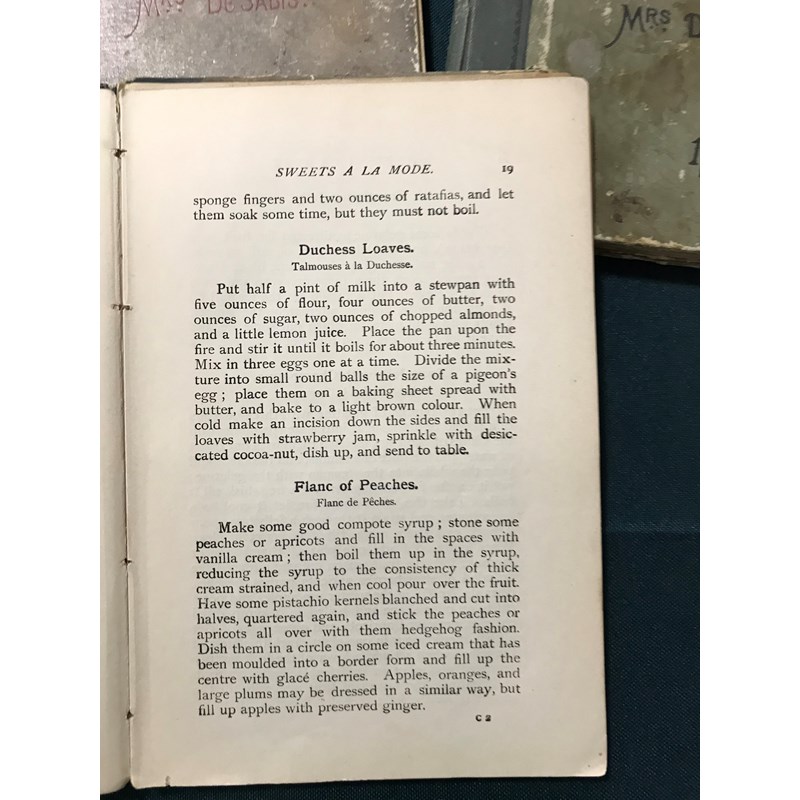 Mrs De Salis.
Mrs D
SWEETS À LA MODE. 19
sponge fingers and two ounces of ratafias, and let
them soak some time, but they must not boil.
Duchess Loaves.
Talmouses à la Duchesse.
Put half a pint of milk into a stewpan with
five ounces of flour, four ounces of butter, two
ounces of sugar, two ounces of chopped almonds,
and a little lemon juice. Place the pan upon the
fire and stir it until it boils for about three minutes.
Mix in three eggs one at a time. Divide the mix-
ture into small round balls the size of a pigeon's
egg; place them on a baking sheet spread with
butter, and bake to a light brown colour. When
cold make an incision down the sides and fill the
loaves with strawberry jam, sprinkle with desic-
cated cocoa-nut, dish up, and send to table.
Flanc of Peaches.
Flanc de Pêches.
Make some good compote syrup; stone some
peaches or apricots and fill in the spaces with
vanilla cream; then boil them up in the syrup,
reducing the syrup to the consistency of thick
cream strained, and when cool pour over the fruit.
Have some pistachio kernels blanched and cut into
halves, quartered again, and stick the peaches or
apricots all over with them hedgehog fashion.
Dish them in a circle on some iced cream that has
been moulded into a border form and fill up the
centre with glacé cherries. Apples, oranges, and
large plums may be dressed in a similar way, but
fill up apples with preserved ginger.
C 2